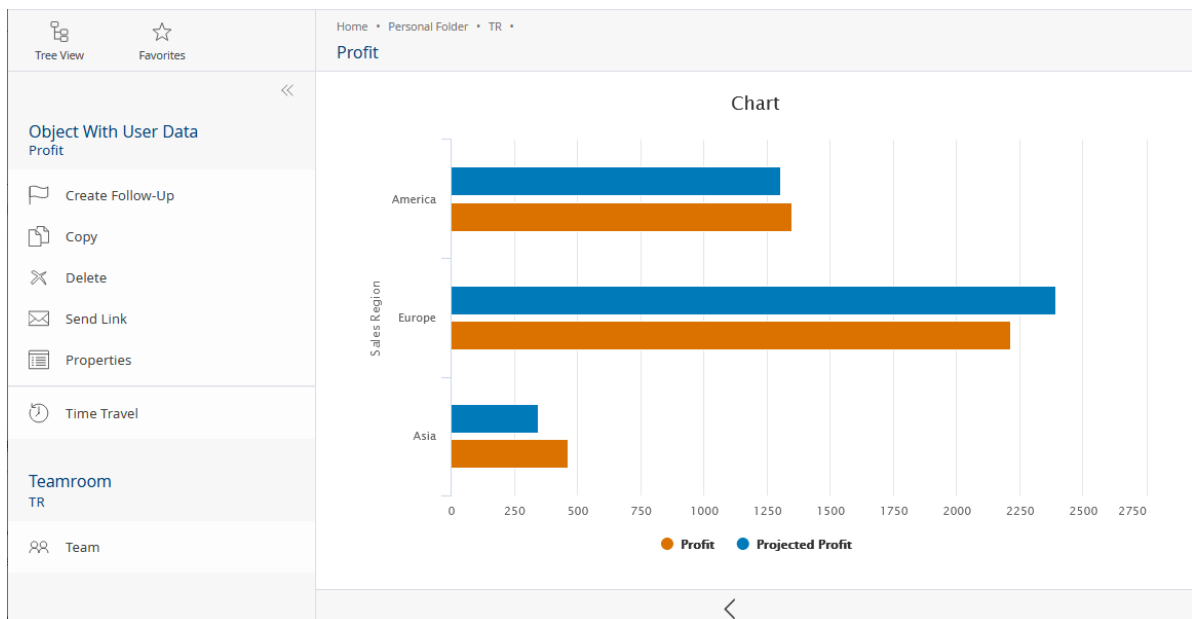 Tree View
Favorites
Home • Personal Folder • TR •
Profit
Object With User Data
Profit
Create Follow-Up
Copy
Delete
Send Link
Properties
Time Travel
Teamroom
TR
Team
Chart
Sales Region
America
Europe
Asia
0 250 500 750 1000 1250 1500 1750 2000 2250 2500 2750
Profit Projected Profit